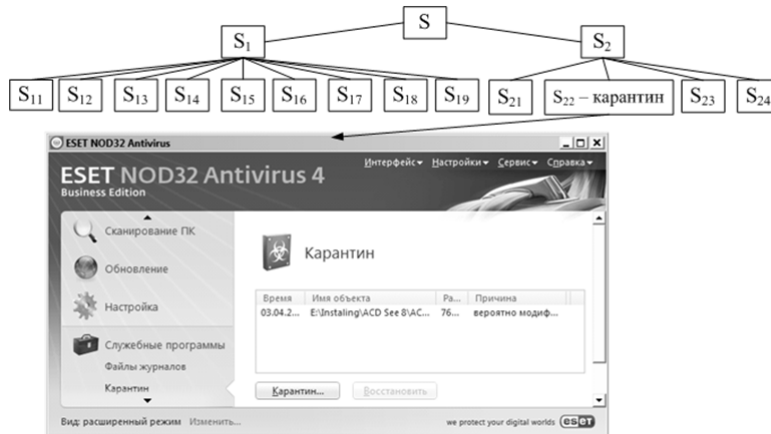 S
S₁ S₂
S₁₁ S₁₂ S₁₃ S₁₄ S₁₅ S₁₆ S₁₇ S₁₈ S₁₉ S₂₁ S₂₂ – карантин S₂₃ S₂₄
ESET NOD32 Antivirus
Интерфейс Настройки Сервис Справка
ESET NOD32 Antivirus 4
Business Edition
Сканирование ПК
Карантин
Обновление
Время Имя объекта Ра... Причина
Настройка
03.04.2... E:\Instaling\ACD See 8\AC... 76... вероятно модиф...
Служебные программы
Файлы журналов
Карантин
Карантин... Восстановить
Вид: расширенный режим Изменить... we protect your digital worlds eset